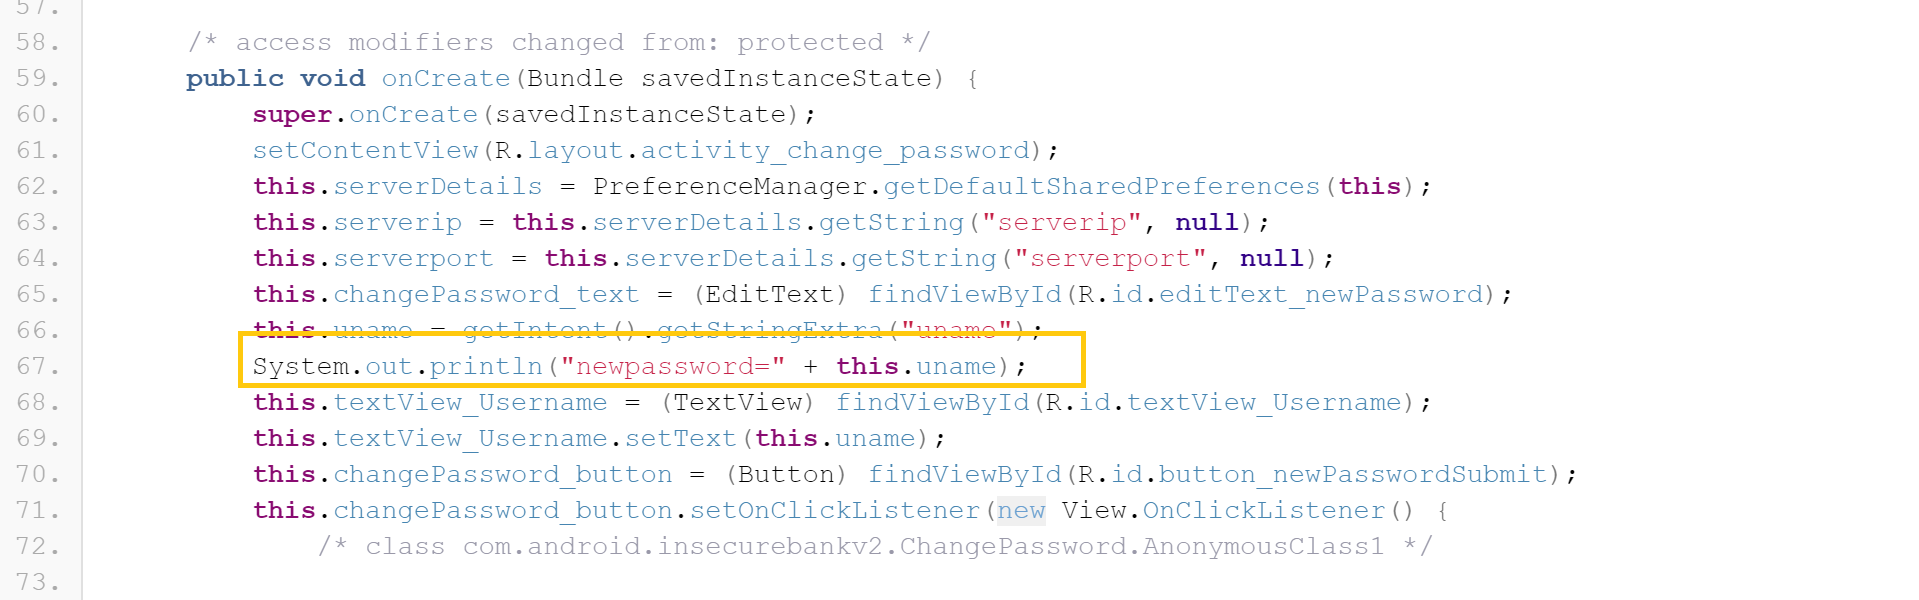 57.
58. /* access modifiers changed from: protected */
59. public void onCreate(Bundle savedInstanceState) {
60. super.onCreate(savedInstanceState);
61. setContentView(R.layout.activity_change_password);
62. this.serverDetails = PreferenceManager.getDefaultSharedPreferences(this);
63. this.serverip = this.serverDetails.getString("serverip", null);
64. this.serverport = this.serverDetails.getString("serverport", null);
65. this.changePassword_text = (EditText) findViewById(R.id.editText_newPassword);
66. this.uname = getIntent().getStringExtra("uname");
67. System.out.println("newpassword=" + this.uname);
68. this.textView_Username = (TextView) findViewById(R.id.textView_Username);
69. this.textView_Username.setText(this.uname);
70. this.changePassword_button = (Button) findViewById(R.id.button_newPasswordSubmit);
71. this.changePassword_button.setOnClickListener(new View.OnClickListener() {
72. /* class com.android.insecurebankv2.ChangePassword.AnonymousClass1 */
73.